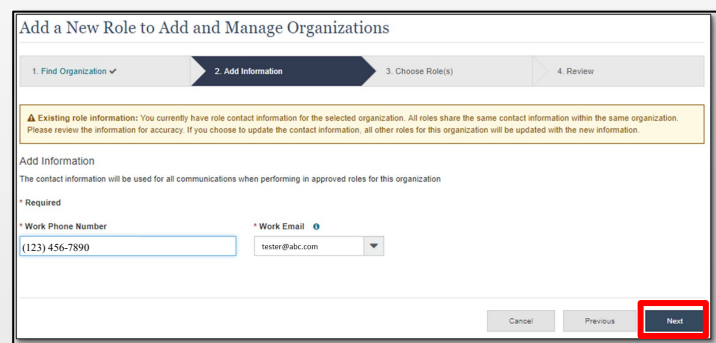 Add a New Role to Add and Manage Organizations
1. Find Organization ✔ 2. Add Information 3. Choose Role(s) 4. Review
Existing role information: You currently have role contact information for the selected organization. All roles share the same contact information within the same organization.
Please review the information for accuracy. If you choose to update the contact information, all other roles for this organization will be updated with the new information.
Add Information
The contact information will be used for all communications when performing in approved roles for this organization
* Required
* Work Phone Number * Work Email
(123) 456-7890 tester@abc.com
Cancel Previous Next